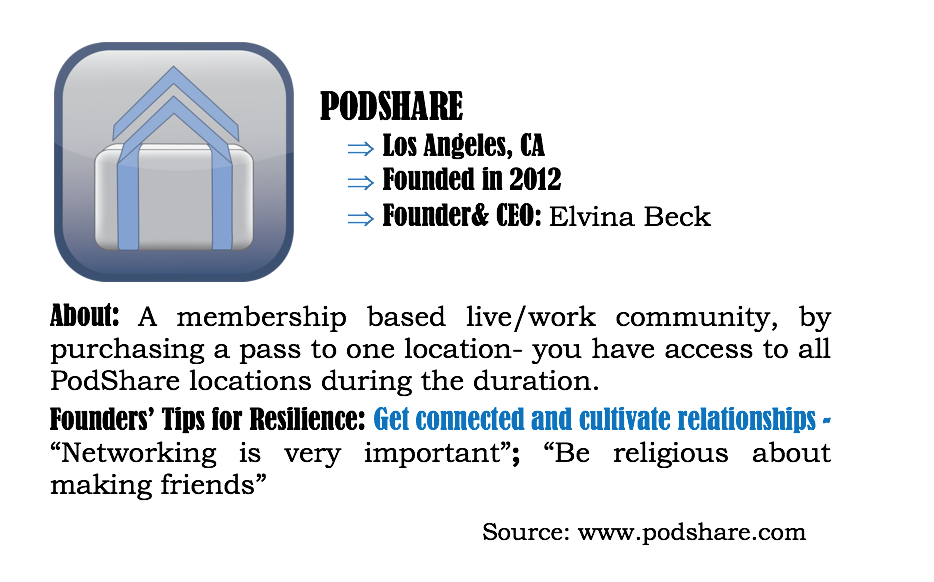 PODSHARE
⇒ Los Angeles, CA
⇒ Founded in 2012
⇒ Founder& CEO: Elvina Beck
About: A membership based live/work community, by
purchasing a pass to one location- you have access to all
PodShare locations during the duration.
Founders’ Tips for Resilience: Get connected and cultivate relationships -
“Networking is very important”; “Be religious about
making friends”
Source: www.podshare.com